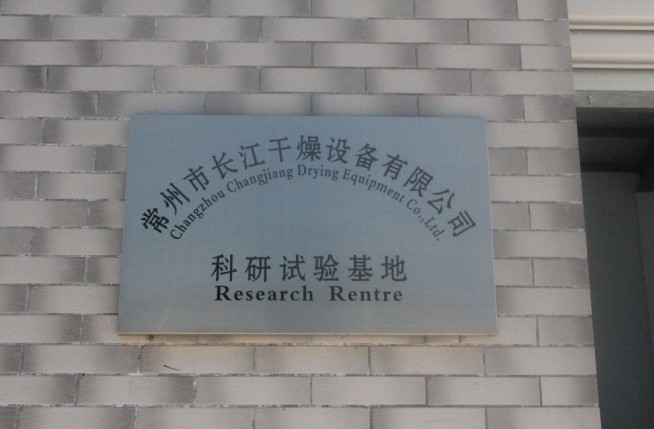 常州市长江干燥设备有限公司
Changzhou Changjiang Drying Equipment Co.,Ltd.
科研试验基地
Research Rentre